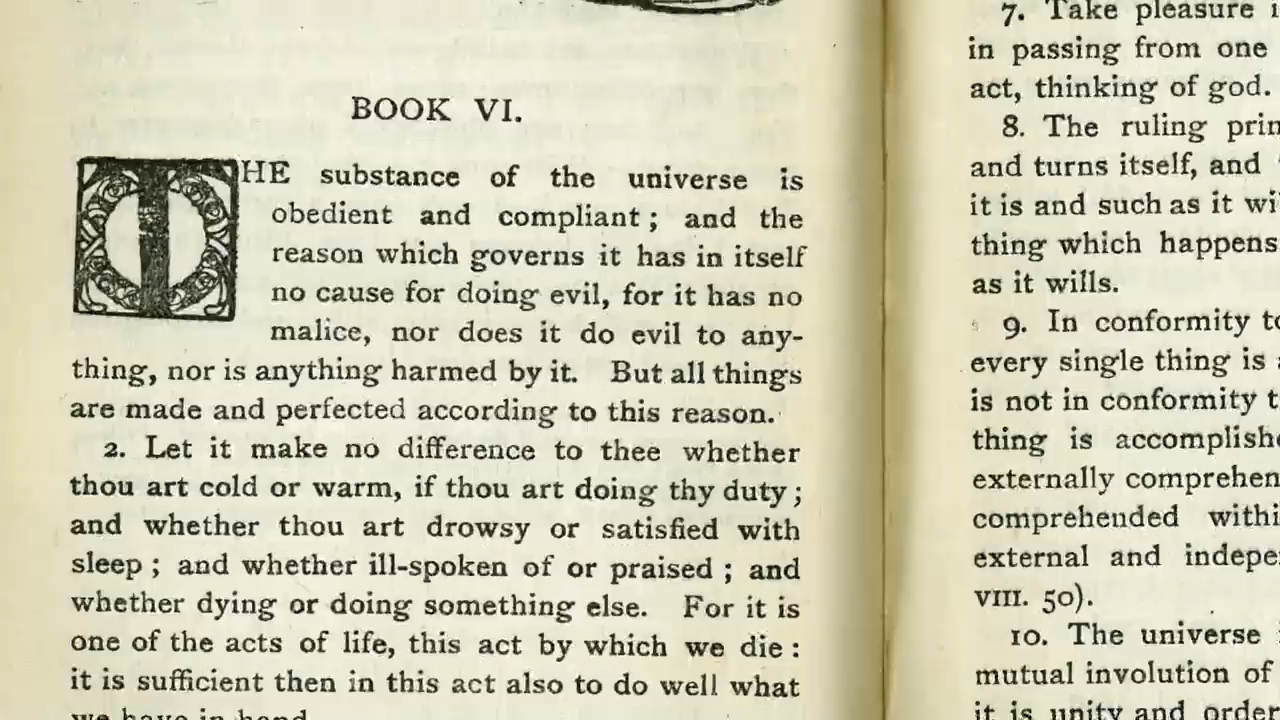 BOOK VI.
THE substance of the universe is
obedient and compliant; and the
reason which governs it has in itself
no cause for doing evil, for it has no
malice, nor does it do evil to any-
thing, nor is anything harmed by it. But all things
are made and perfected according to this reason.
2. Let it make no difference to thee whether
thou art cold or warm, if thou art doing thy duty;
and whether thou art drowsy or satisfied with
sleep; and whether ill-spoken of or praised; and
whether dying or doing something else. For it is
one of the acts of life, this act by which we die:
it is sufficient then in this act also to do well what
we have in hand
7. Take pleasure
in passing from one
act, thinking of god.
8. The ruling
and turns itself, and
it is and such as it
thing which happens
as it wills.
9. In conformity
every single thing is
is not in conformity
thing is
externally
comprehended
external and
VIII. 50).
10. The universe
mutual involution of
it is unity and order